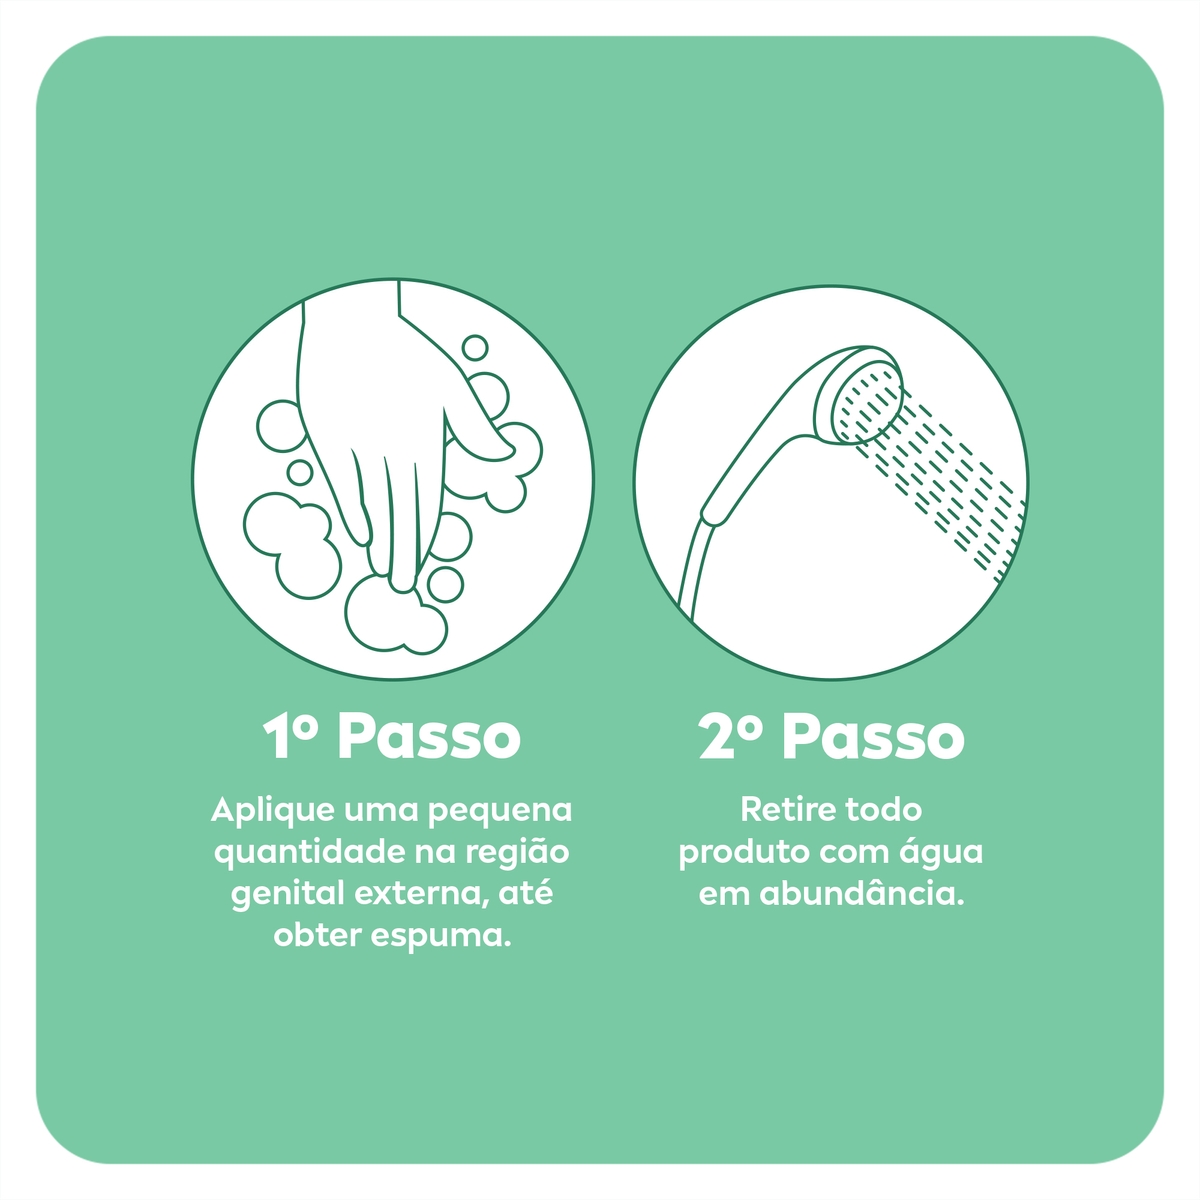 1º Passo
Aplique uma pequena
quantidade na região
genital externa, até
obter espuma.
2º Passo
Retire todo
produto com água
em abundância.